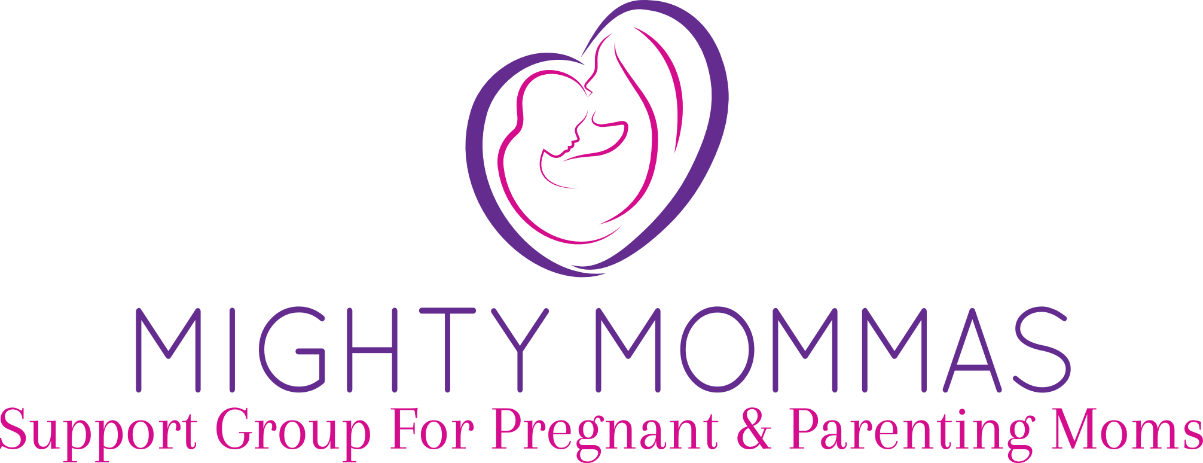 MIGHTY MOMMAS
Support Group For Pregnant & Parenting Moms